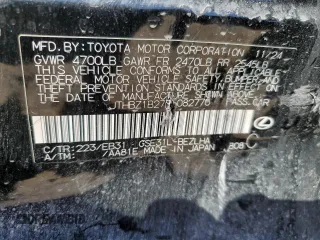 MFD.BY: TOYOTA MOTOR CORPORATION 11/24
GVWR 4700LB GAWR FR 2470LB RR 2545LB
THIS VEHICLE CONFORMS TO ALL APPLICABLE
FEDERAL MOTOR VEHICLE SAFETY, BUMPER, AND
THEFT PREVENTION STANDARDS IN EFFECT ON
THE DATE OF MANUFACTURE SHOWN ABOVE.
PASS.CAR
C/TR: 223/EB31 GSE31L-BEZLHA
A/TM: /AA81E MADE IN JAPAN 808
C